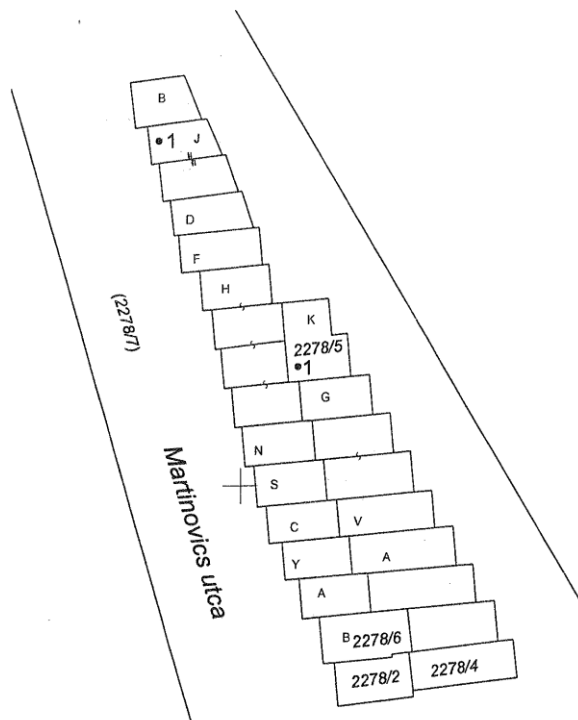 B
1 J
D
F
H
K
2278/5
1
(2278/7)
G
N
Martinovics utca
S
C V
Y A
A
B 2278/6
2278/2 2278/4